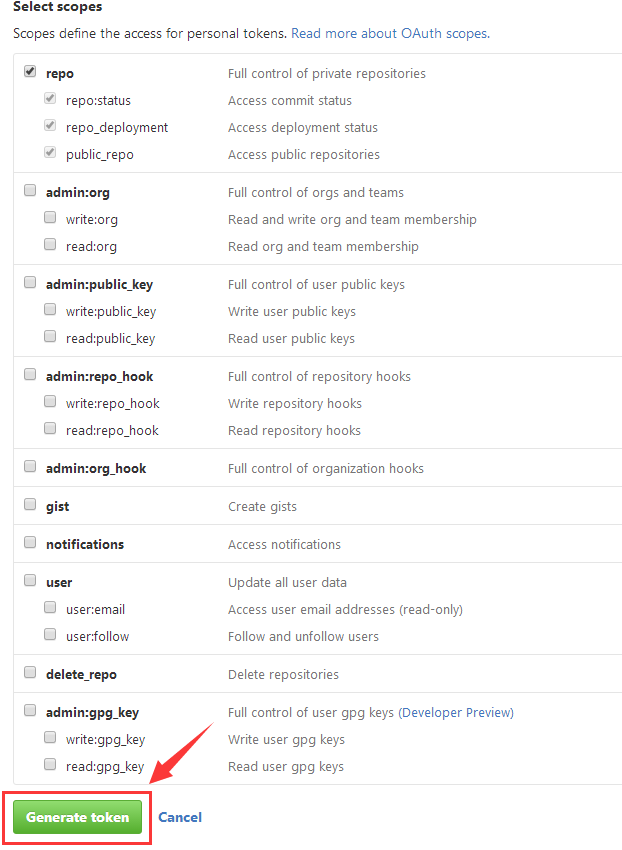 Select scopes
Scopes define the access for personal tokens. Read more about OAuth scopes.
repo Full control of private repositories
repo:status Access commit status
repo_deployment Access deployment status
public_repo Access public repositories
admin:org Full control of orgs and teams
write:org Read and write org and team membership
read:org Read org and team membership
admin:public_key Full control of user public keys
write:public_key Write user public keys
read:public_key Read user public keys
admin:repo_hook Full control of repository hooks
write:repo_hook Write repository hooks
read:repo_hook Read repository hooks
admin:org_hook Full control of organization hooks
gist Create gists
notifications Access notifications
user Update all user data
user:email Access user email addresses (read-only)
user:follow Follow and unfollow users
delete_repo Delete repositories
admin:gpg_key Full control of user gpg keys (Developer Preview)
write:gpg_key Write user gpg keys
read:gpg_key Read user gpg keys
Generate token Cancel